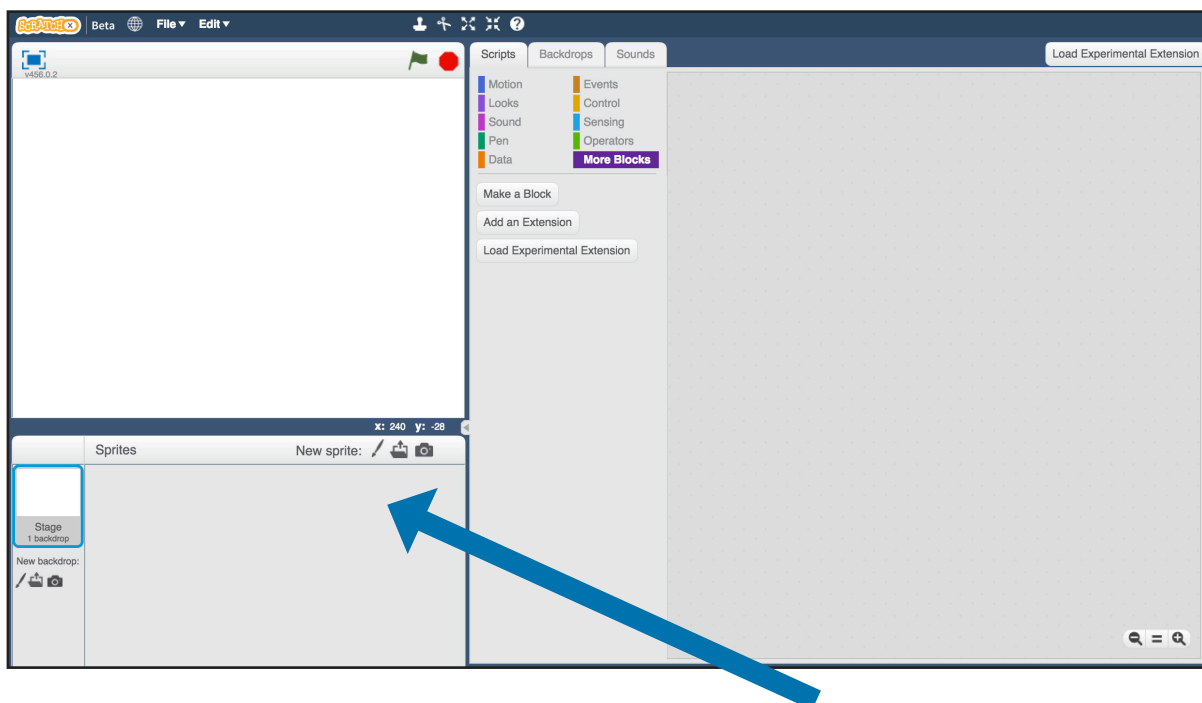 SCRATCHX Beta File▾ Edit▾
v456.0.2
Scripts Backdrops Sounds
Load Experimental Extension
Motion Events
Looks Control
Sound Sensing
Pen Operators
Data More Blocks
Make a Block
Add an Extension
Load Experimental Extension
x: 240 y: -28
Sprites New sprite:
Stage
1 backdrop
New backdrop: